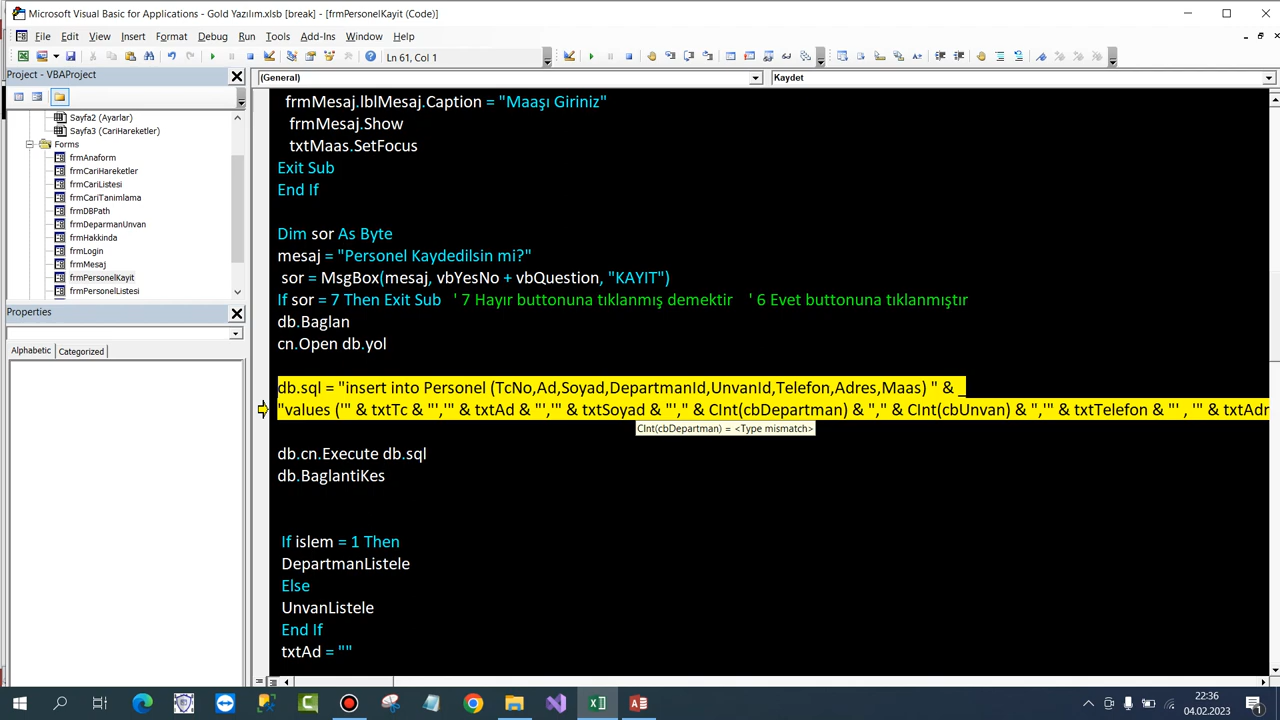 Microsoft Visual Basic for Applications - Gold Yazılım.xlsb [break] - [frmPersonelKayit (Code)]
File Edit View Insert Format Debug Run Tools Add-Ins Window Help
Ln 61, Col 1
Project - VBAProject
(General)
Kaydet
Sayfa2 (Ayarlar)
Sayfa3 (CariHareketler)
Forms
frmAnaform
frmCariHareketler
frmCariListesi
frmCariTanimlama
frmDBPath
frmDeparmanUnvan
frmHakkinda
frmLogin
frmMesaj
frmPersonelKayit
frmPersonelListesi
Properties
Alphabetic Categorized
frmMesaj.lblMesaj.Caption = "Maaşı Giriniz"
frmMesaj.Show
txtMaas.SetFocus
Exit Sub
End If
Dim sor As Byte
mesaj = "Personel Kaydedilsin mi?"
sor = MsgBox(mesaj, vbYesNo + vbQuestion, "KAYIT")
If sor = 7 Then Exit Sub ' 7 Hayır buttonuna tıklanmış demektir ' 6 Evet buttonuna tıklanmıştır
db.Baglan
cn.Open db.yol
db.sql = "insert into Personel (TcNo,Ad,Soyad,DepartmanId,UnvanId,Telefon,Adres,Maas) " & _
"values ('" & txtTc & "','" & txtAd & "','" & txtSoyad & "'," & CInt(cbDepartman) & "," & CInt(cbUnvan) & ",'" & txtTelefon & "' , '" & txtAdr
CInt(cbDepartman) = <Type mismatch>
db.cn.Execute db.sql
db.BaglantiKes
If islem = 1 Then
DepartmanListele
Else
UnvanListele
End If
txtAd = ""
22:36
04.02.2023